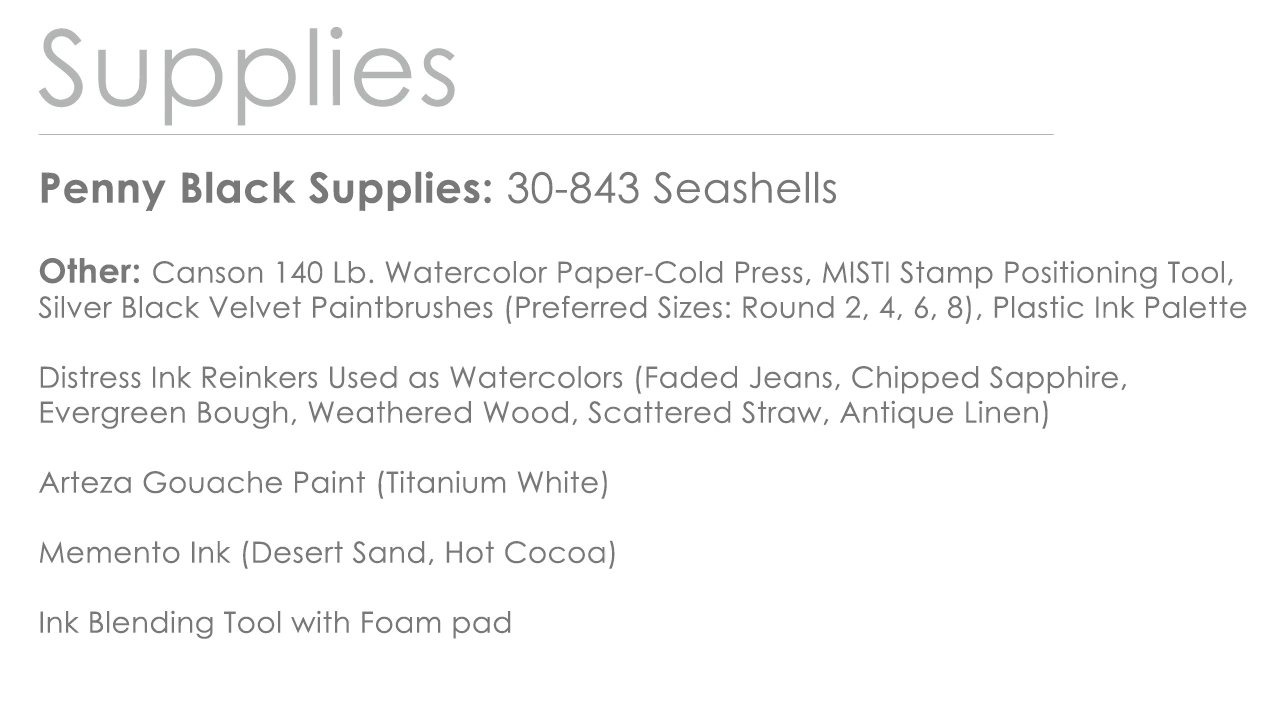 Supplies
Penny Black Supplies: 30-843 Seashells
Other: Canson 140 Lb. Watercolor Paper-Cold Press, MISTI Stamp Positioning Tool,
Silver Black Velvet Paintbrushes (Preferred Sizes: Round 2, 4, 6, 8), Plastic Ink Palette
Distress Ink Reinkers Used as Watercolors (Faded Jeans, Chipped Sapphire,
Evergreen Bough, Weathered Wood, Scattered Straw, Antique Linen)
Arteza Gouache Paint (Titanium White)
Memento Ink (Desert Sand, Hot Cocoa)
Ink Blending Tool with Foam pad